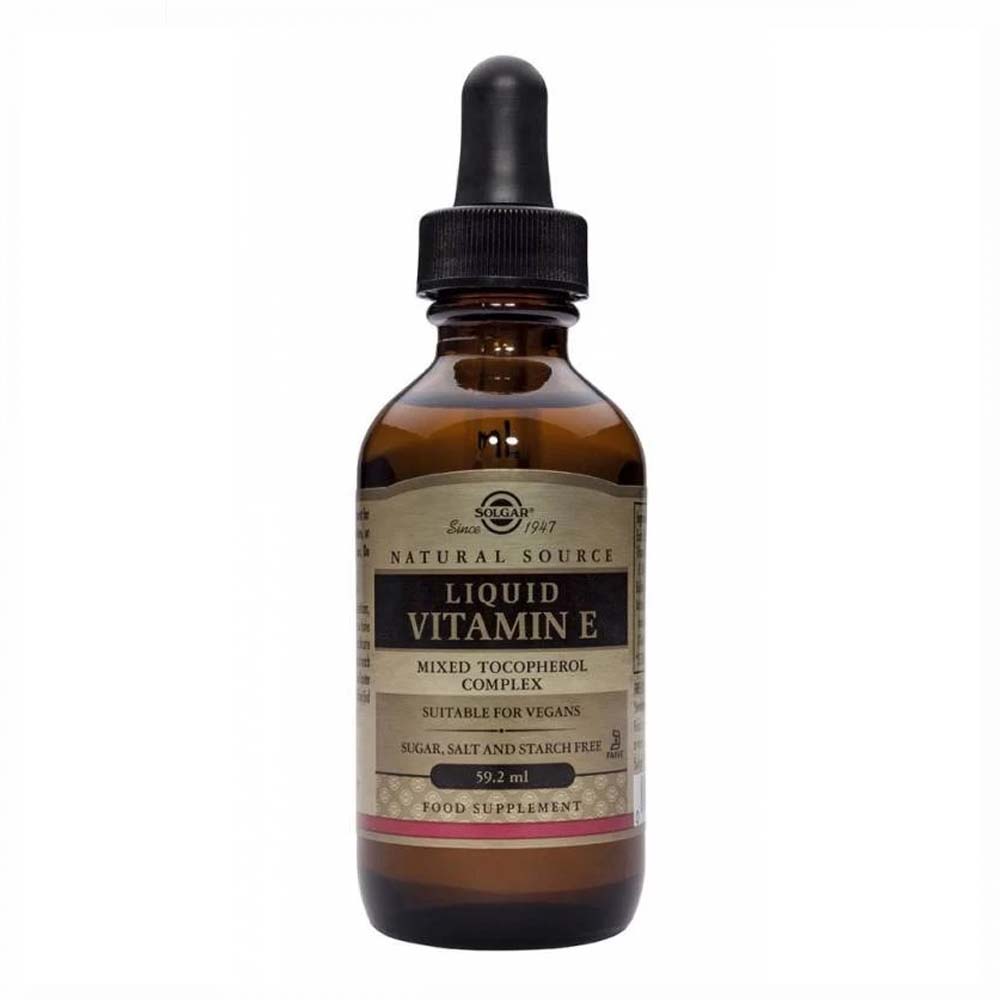 SOLGAR®
Since 1947
NATURAL SOURCE
LIQUID
VITAMIN E
MIXED TOCOPHEROL
COMPLEX
SUITABLE FOR VEGANS
SUGAR, SALT AND STARCH FREE
59.2 ml
FOOD SUPPLEMENT